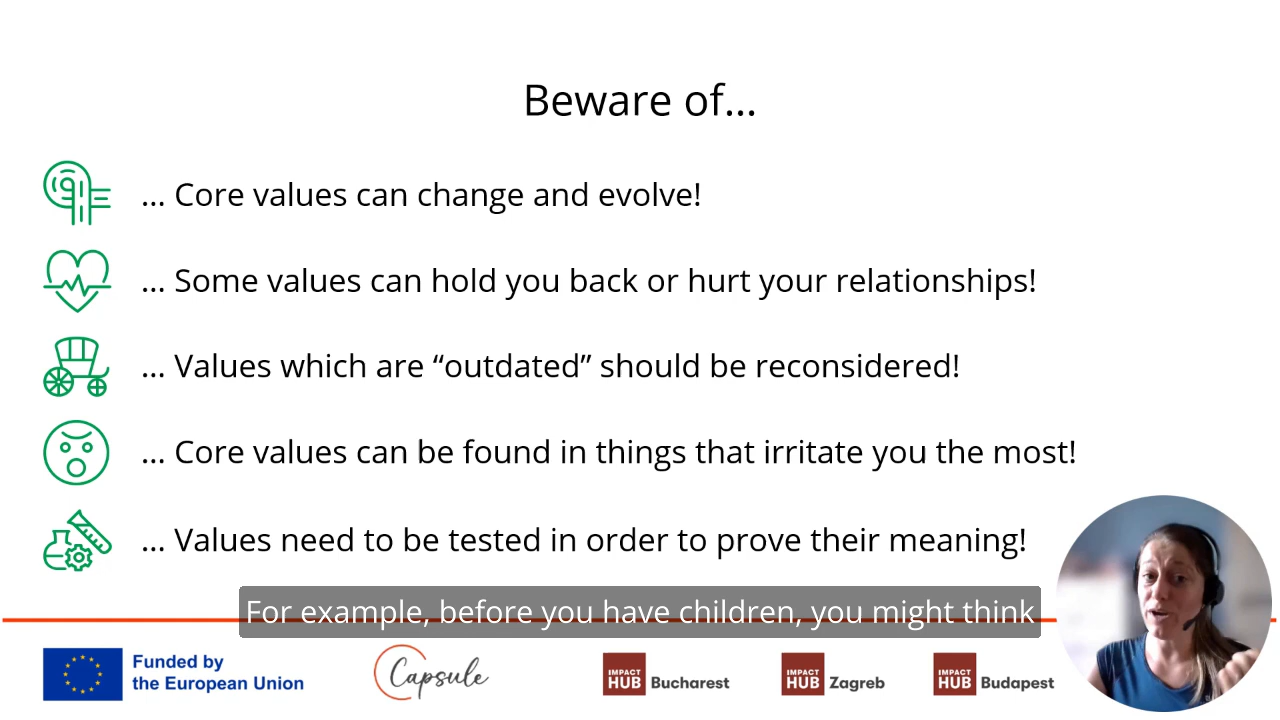 Beware of...
... Core values can change and evolve!
... Some values can hold you back or hurt your relationships!
... Values which are “outdated” should be reconsidered!
... Core values can be found in things that irritate you the most!
... Values need to be tested in order to prove their meaning!
For example, before you have children, you might think
Funded by
the European Union
Capsule
IMPACT
HUB Bucharest
IMPACT
HUB Zagreb
IMPACT
HUB Budapest